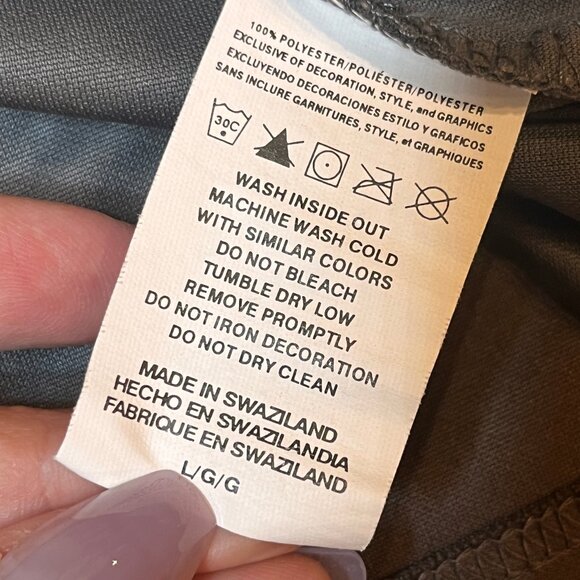 100% POLYESTER/POLIÉSTER/POLYESTER
EXCLUSIVE OF DECORATION, STYLE, and GRAPHICS
EXCLUYENDO DECORACIONES ESTILO Y GRAFICOS
SANS INCLURE GARNITURES, STYLE, et GRAPHIQUES
30C
WASH INSIDE OUT
MACHINE WASH COLD
WITH SIMILAR COLORS
DO NOT BLEACH
TUMBLE DRY LOW
REMOVE PROMPTLY
DO NOT IRON DECORATION
DO NOT DRY CLEAN
MADE IN SWAZILAND
HECHO EN SWAZILANDIA
FABRIQUE EN SWAZILAND
L/G/G